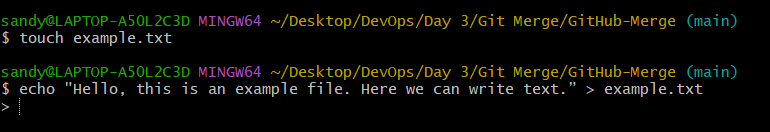 sandy@LAPTOP-A5OL2C3D MINGW64 ~/Desktop/DevOps/Day 3/Git Merge/GitHub-Merge (main)
$ touch example.txt
sandy@LAPTOP-A5OL2C3D MINGW64 ~/Desktop/DevOps/Day 3/Git Merge/GitHub-Merge (main)
$ echo "Hello, this is an example file. Here we can write text.” > example.txt
>